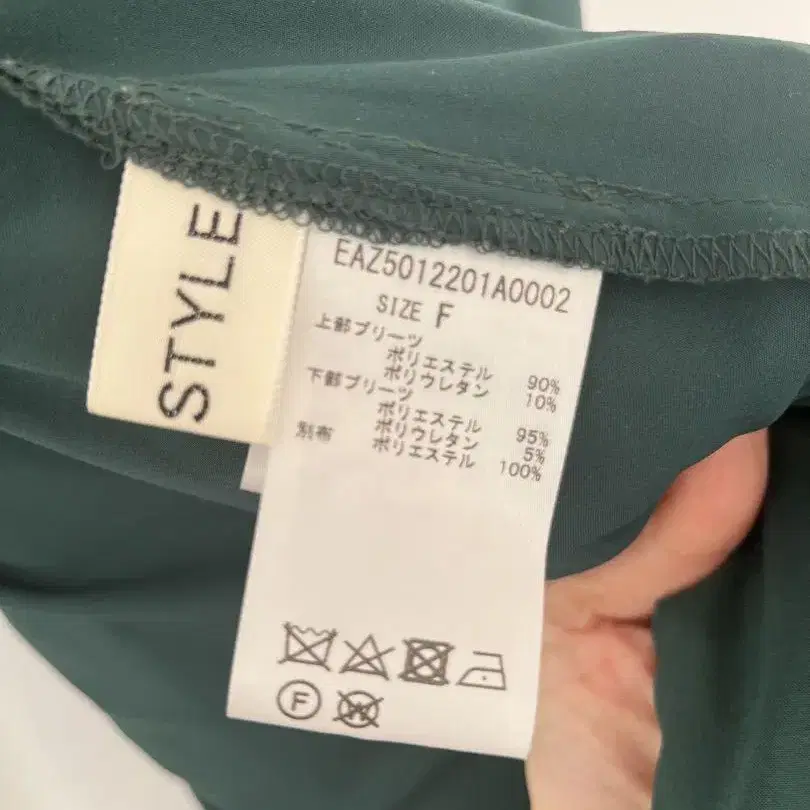 STYLE
EAZ5012201A0002
SIZE F
上部プリーツ
ポリエステル 90%
ポリウレタン 10%
下部プリーツ
ポリエステル 95%
ポリウレタン 5%
別布 ポリエステル 100%
F
W